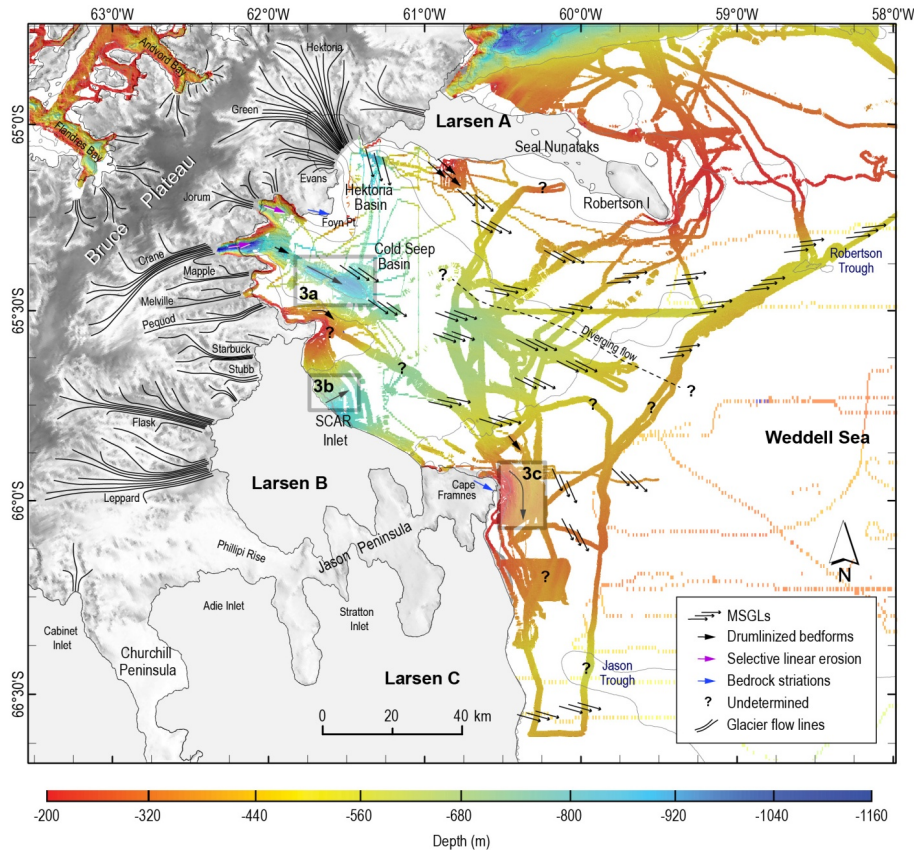 63°0'W
62°0'W
61°0'W
60°0'W
59°0'W
58°0'W
65°0'S
65°30'S
66°0'S
66°30'S
Andvord Bay
Flandres Bay
Bruce Plateau
Hektoria
Green
Evans
Jorum
Crane
Mapple
Melville
Pequod
Starbuck
Stubb
Flask
Leppard
Larsen A
Seal Nunataks
Robertson I
Hektoria
Basin
Foyn Pt.
Cold Seep
Basin
3a
3b
3c
SCAR
Inlet
Diverging flow
Robertson
Trough
Weddell Sea
Larsen B
Cape
Framnes
Jason Peninsula
Phillipi Rise
Adie Inlet
Stratton
Inlet
Cabinet
Inlet
Churchill
Peninsula
Larsen C
Jason
Trough
?
?
?
?
?
?
?
?
?
N
0 20 40 km
MSGLs
Drumlinized bedforms
Selective linear erosion
Bedrock striations
? Undetermined
Glacier flow lines
-200 -320 -440 -560 -680 -800 -920 -1040 -1160
Depth (m)